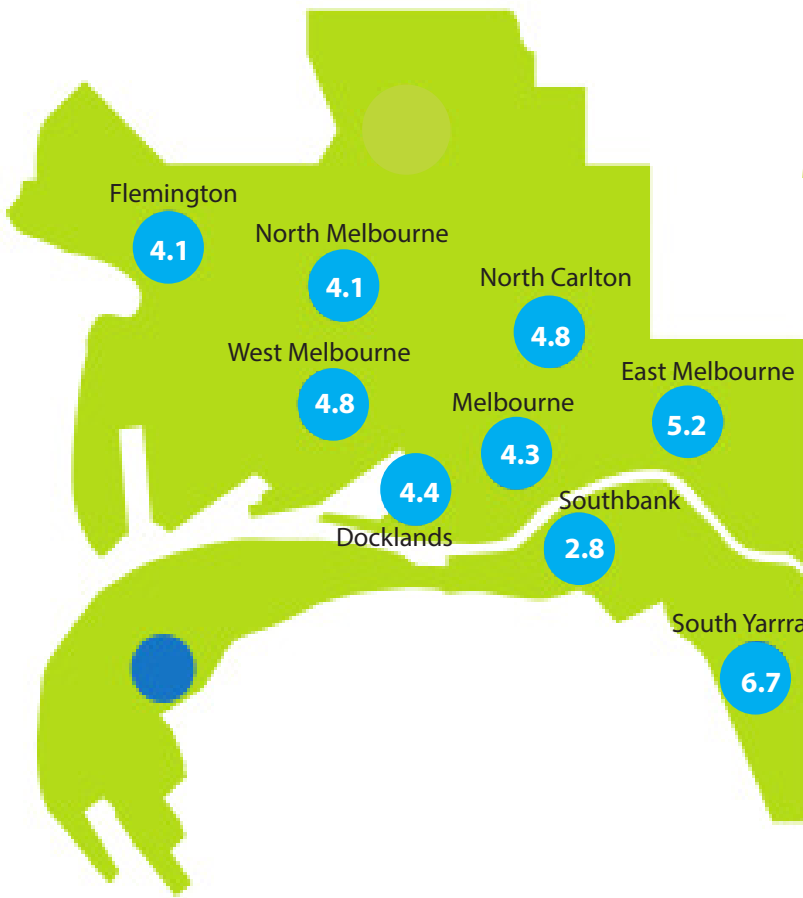 Flemington
4.1
North Melbourne
4.1
North Carlton
4.8
West Melbourne
4.8
East Melbourne
5.2
Melbourne
4.3
4.4
Docklands
Southbank
2.8
South Yarrra
6.7